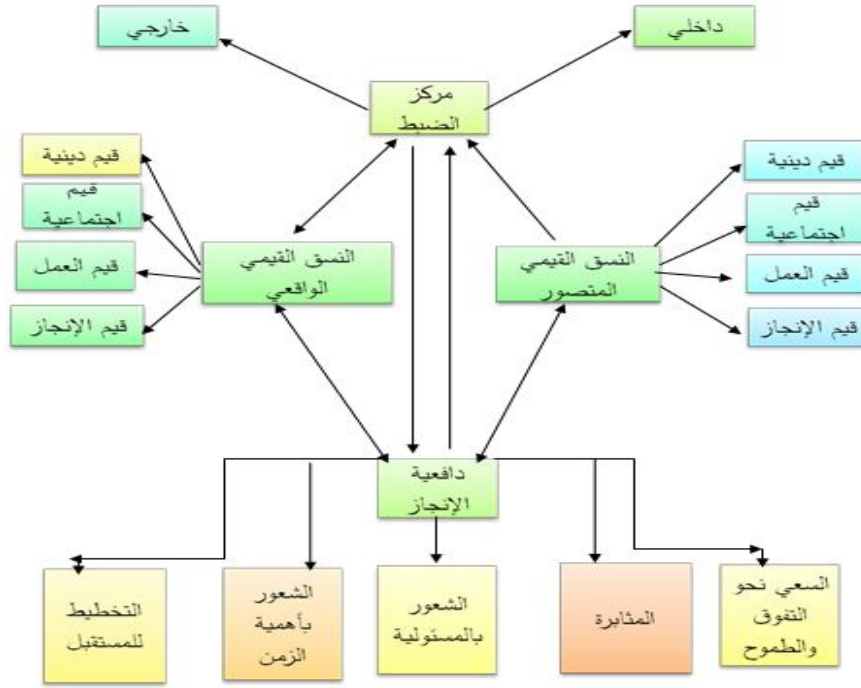 داخلي
خارجي
مركز
الضبط
قيم دينية
قيم
اجتماعية
قيم العمل
قيم الإنجاز
النسق القيمي
المتصور
النسق القيمي
الواقعي
قيم دينية
قيم
اجتماعية
قيم العمل
قيم الإنجاز
دافعية
الإنجاز
السعي نحو
التفوق
والطموح
المثابرة
الشعور
بالمسئولية
الشعور
بأهمية
الزمن
التخطيط
للمستقبل